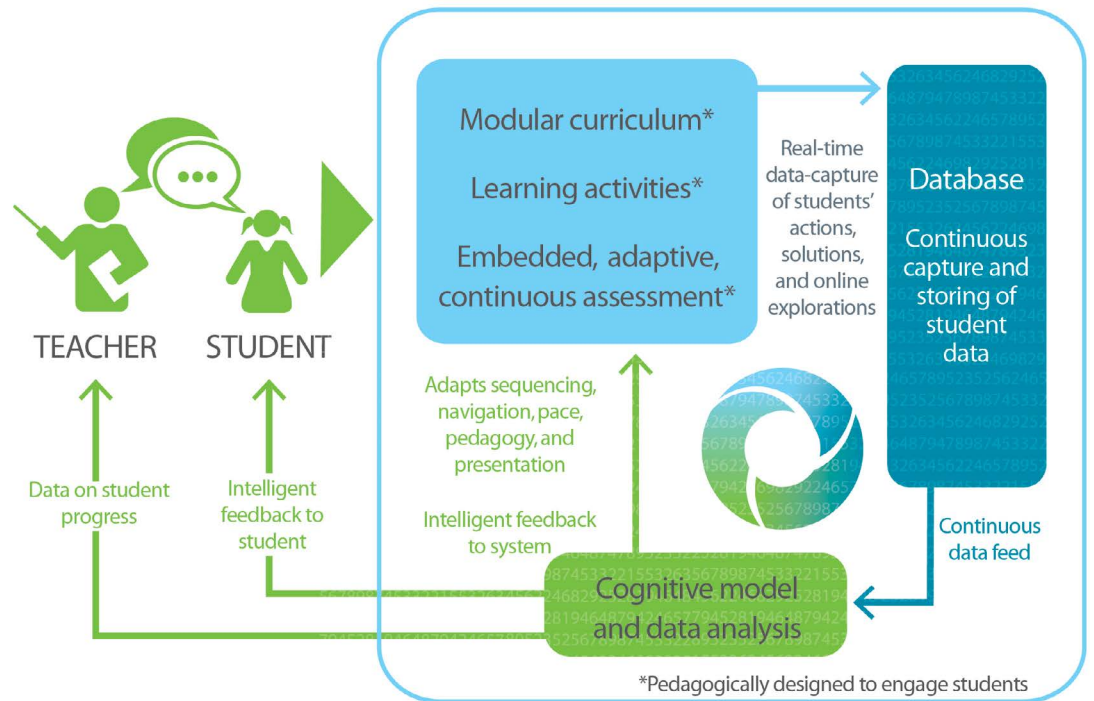 Modular curriculum*
Learning activities*
Embedded, adaptive,
continuous assessment*
Real-time
data-capture
of students’
actions,
solutions,
and online
explorations
Database
Continuous
capture and
storing of
student
data
TEACHER
STUDENT
Adapts sequencing,
navigation, pace,
pedagogy, and
presentation
Data on student
progress
Intelligent
feedback to
student
Intelligent feedback
to system
Continuous
data feed
Cognitive model
and data analysis
*Pedagogically designed to engage students